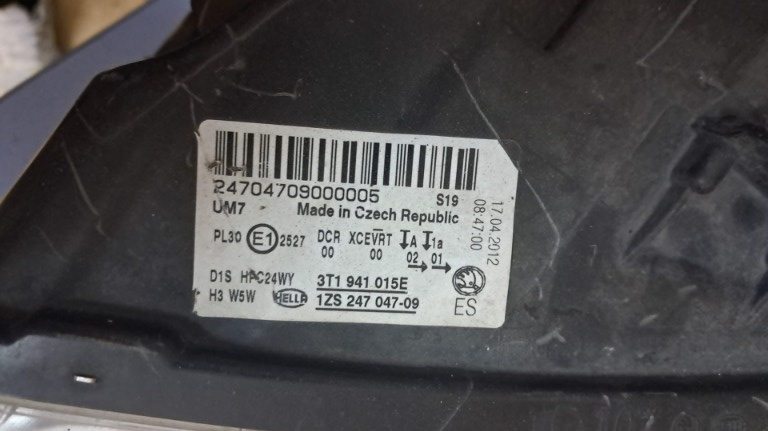 24704709000005 S19
UM7 Made in Czech Republic
PL30 E1 2527 DCR XCEVRT A 1a
00 00 02 01
D1S HPC24WY 3T1 941 015E
H3 W5W HELLA 1ZS 247 047-09
ES
17.04.2012
08:47:00